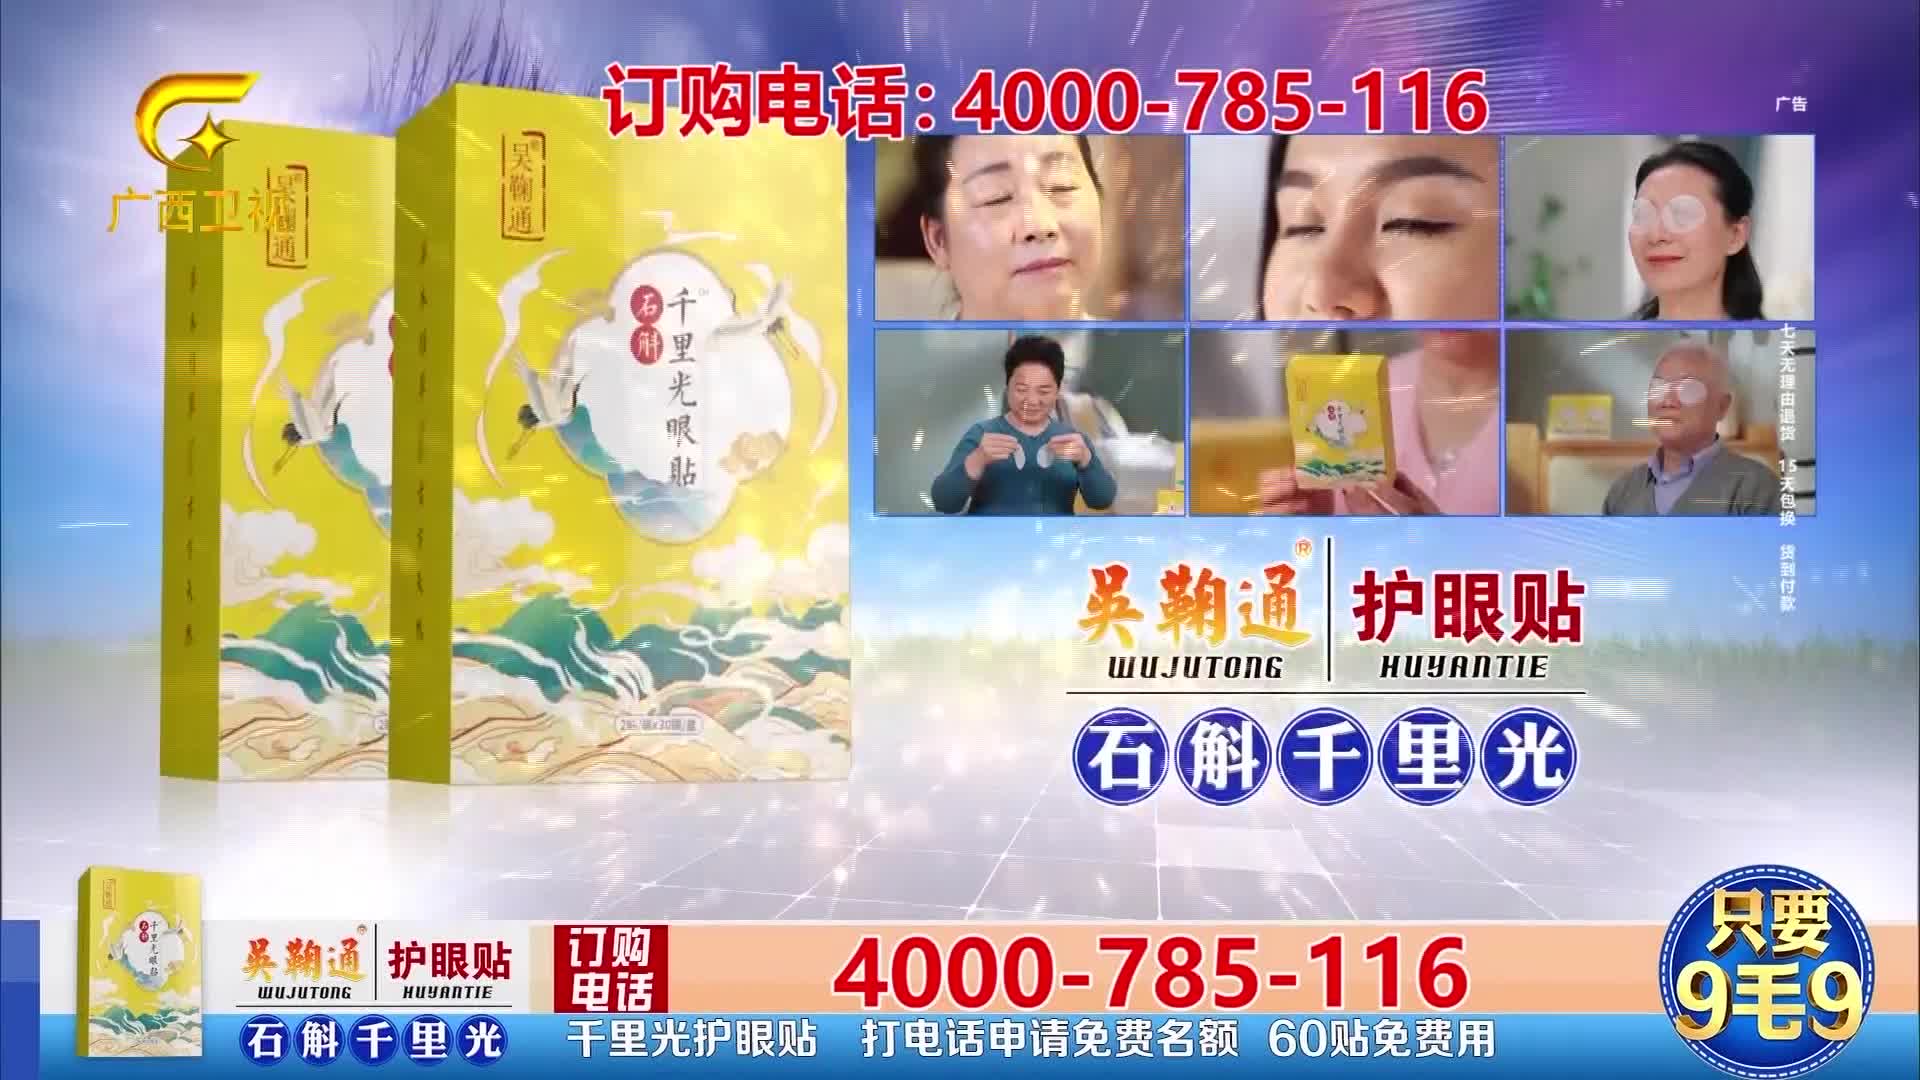 订购电话：4000-785-116
广告
广西卫视
吴鞠通
吴鞠通
石斛
千里光眼贴
七天无理由退货 15天包换 货到付款
吴鞠通®
WUJUTONG
护眼贴
HUYANTIE
石斛千里光
吴鞠通
WUJUTONG
护眼贴
HUYANTIE
石斛千里光
订购电话
4000-785-116
千里光护眼贴 打电话申请免费名额 60贴免费用
只要
9毛9